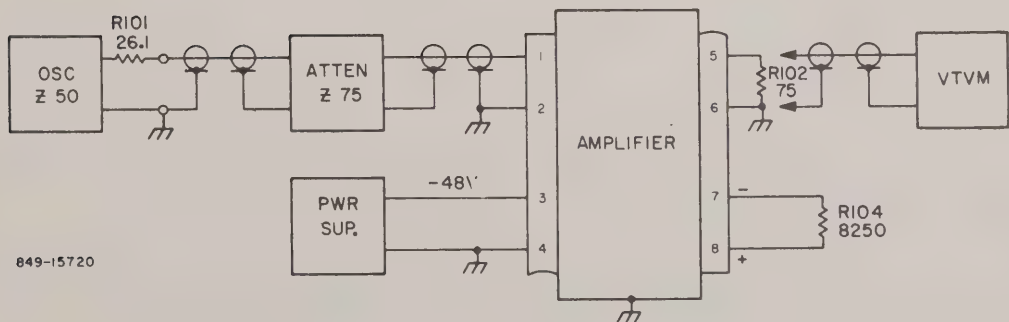 R101
26.1
OSC
Z 50
ATTEN
Z 75
1
2
3
4
AMPLIFIER
5
6
7
8
R102
75
VTVM
PWR
SUP.
-48V
-
+
R104
8250
849-15720